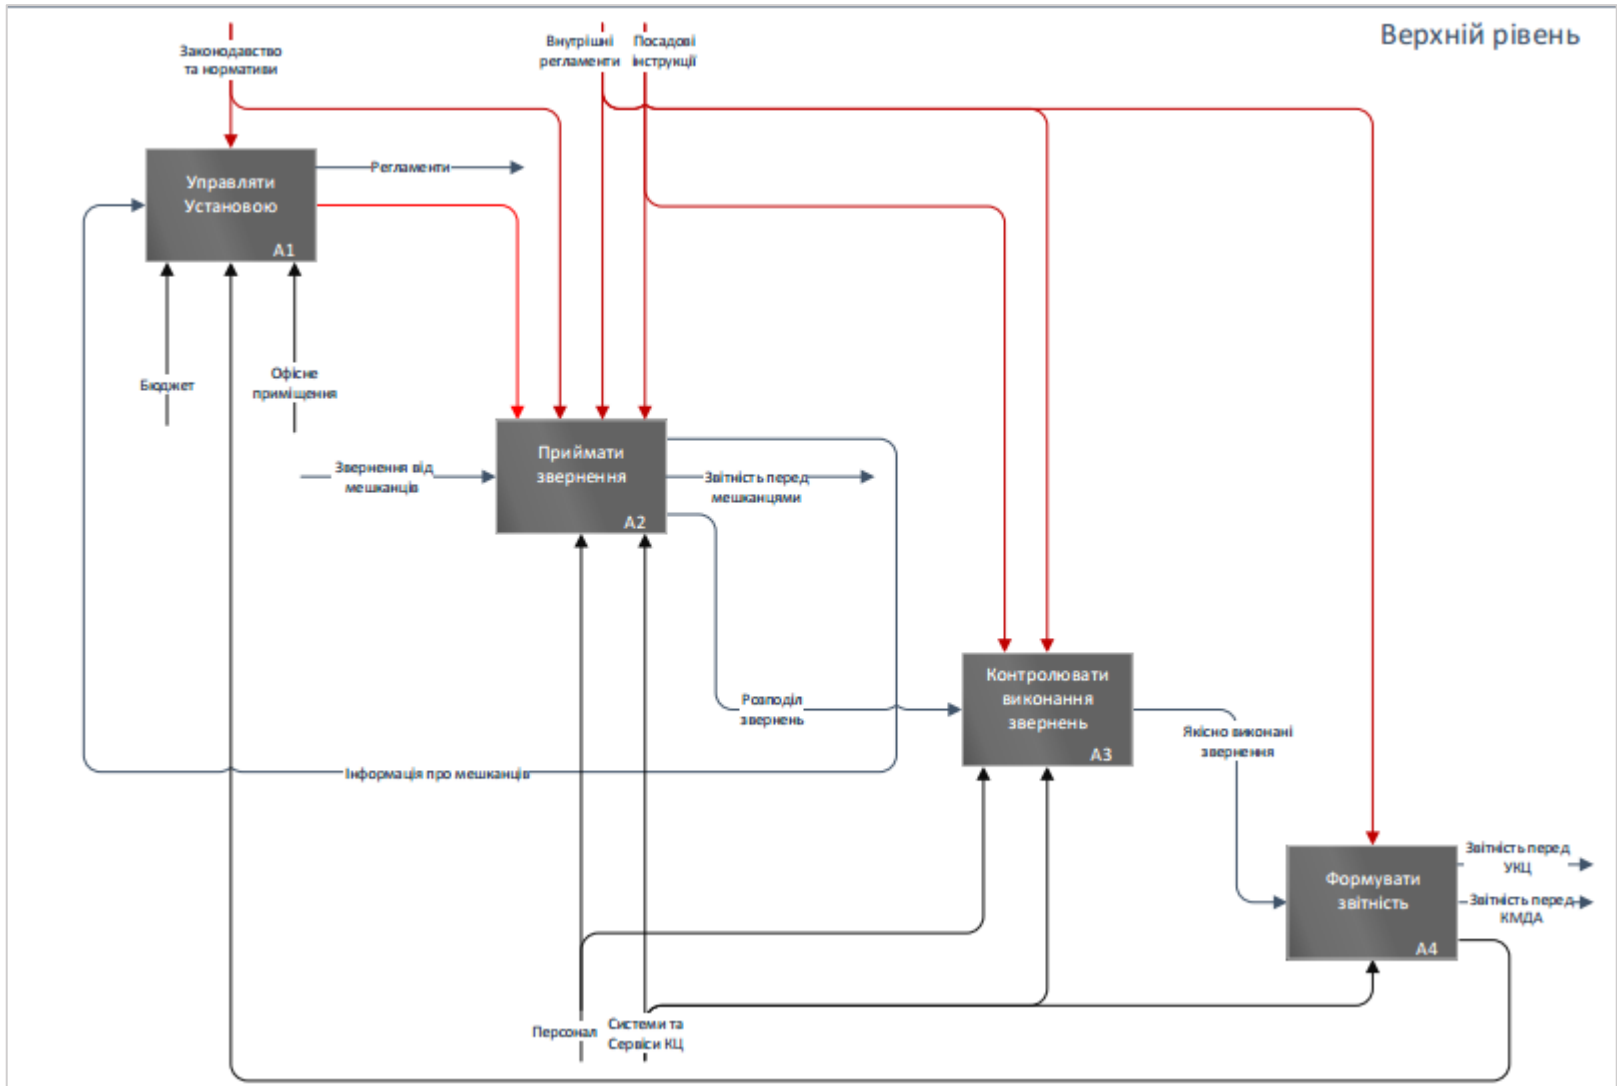 Верхній рівень
Законодавство
та нормативи
Внутрішні
регламенти
Посадові
інструкції
Регламенти
Управляти
Установою
A1
Бюджет
Офісне
приміщення
Звернення від
мешканців
Приймати
звернення
A2
Звітність перед
мешканцями
Розподіл
звернень
Контролювати
виконання
звернень
A3
Якісно виконані
звернення
Інформація про мешканців
Формувати
звітність
A4
Звітність перед
УКЦ
Звітність перед
КМДА
Персонал
Системи та
Сервіси КЦ